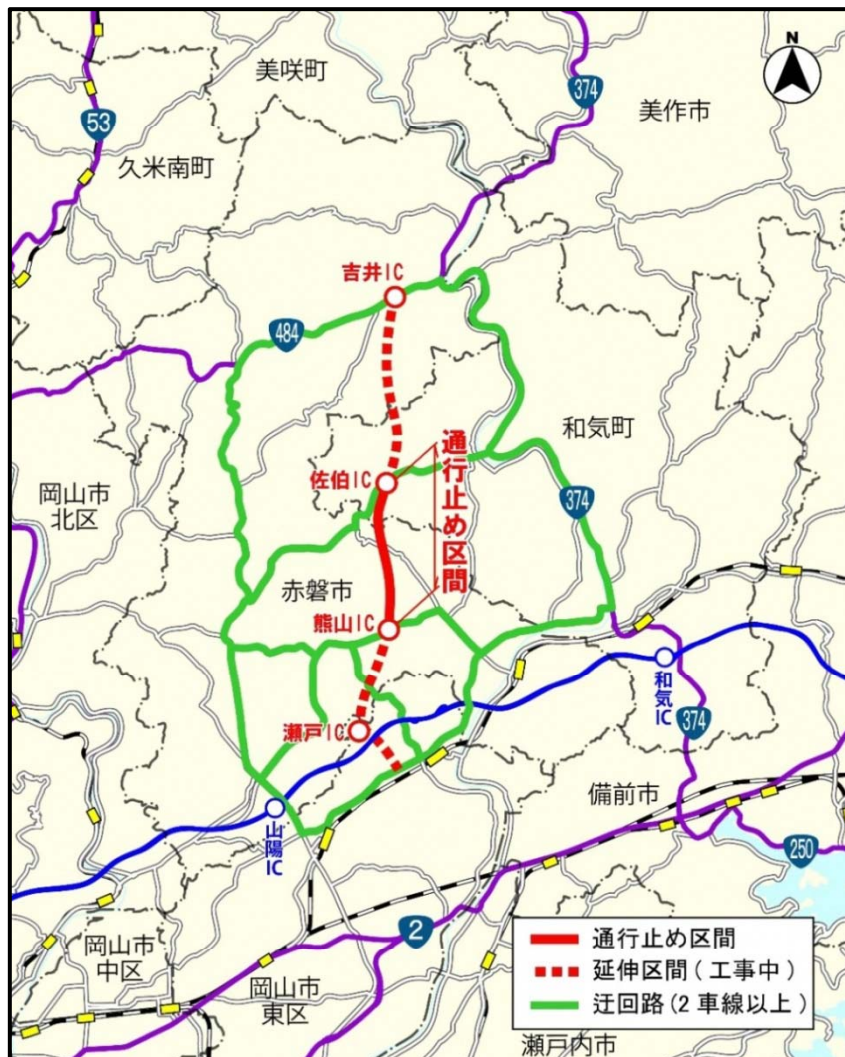 N
美咲町
374
美作市
53
久米南町
吉井IC
484
和気町
佐伯IC
通行止め区間
岡山市
北区
374
赤磐市
熊山IC
和気IC
瀬戸IC
374
備前市
山陽IC
250
2
岡山市
中区
岡山市
東区
通行止め区間
延伸区間(工事中)
迂回路(2車線以上)
瀬戸内市